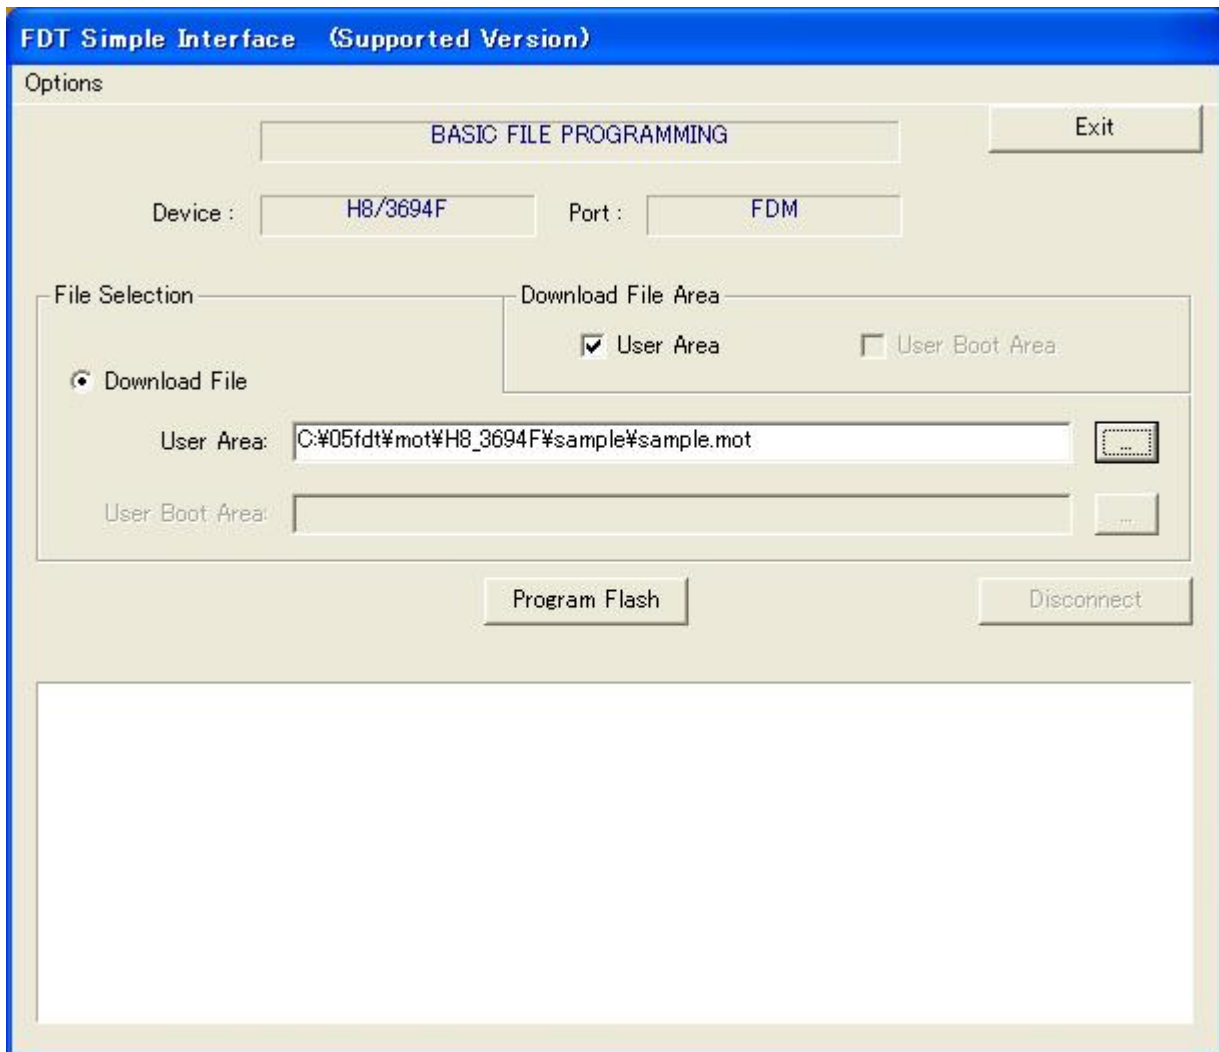 FDT Simple Interface (Supported Version)
Options
BASIC FILE PROGRAMMING
Exit
Device : H8/3694F Port : FDM
File Selection
Download File Area
User Area User Boot Area
Download File
User Area: C:¥05fdt¥mot¥H8_3694F¥sample¥sample.mot ...
User Boot Area: ...
Program Flash Disconnect